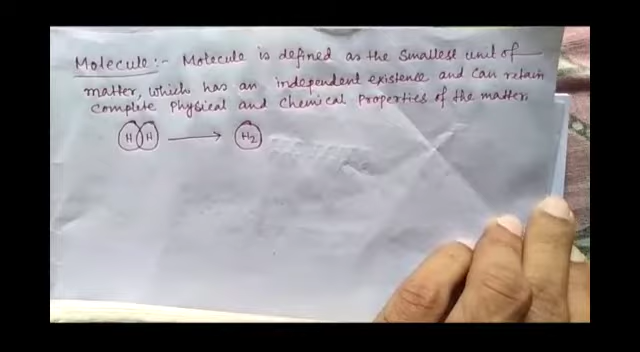 Molecule :- Molecule is defined as the smallest unit of
matter, which has an independent existence and can retain
complete physical and chemical properties of the matter.
H H → H₂